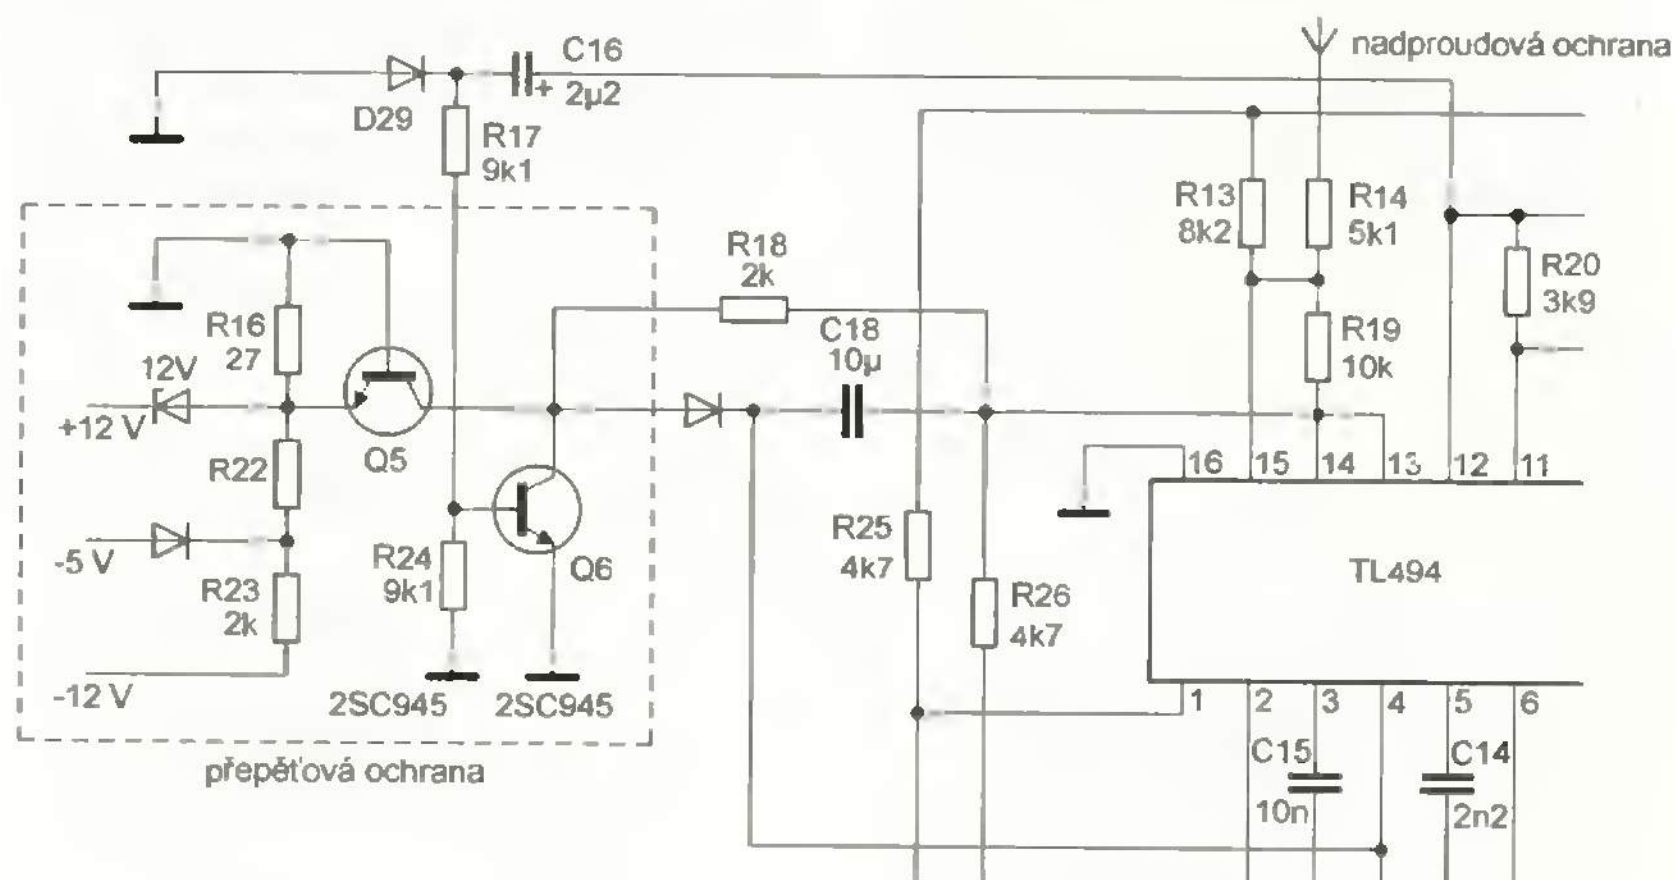 nadproudová ochrana
C16
2µ2
D29
R17
9k1
R13
8k2
R14
5k1
R20
3k9
R18
2k
C18
10µ
R19
10k
R16
27
12V
+12 V
Q5
R22
-5 V
R23
2k
-12 V
R24
9k1
Q6
2SC945
2SC945
přepěťová ochrana
R25
4k7
R26
4k7
16
15
14
13
12
11
TL494
1
2
3
4
5
6
C15
10n
C14
2n2